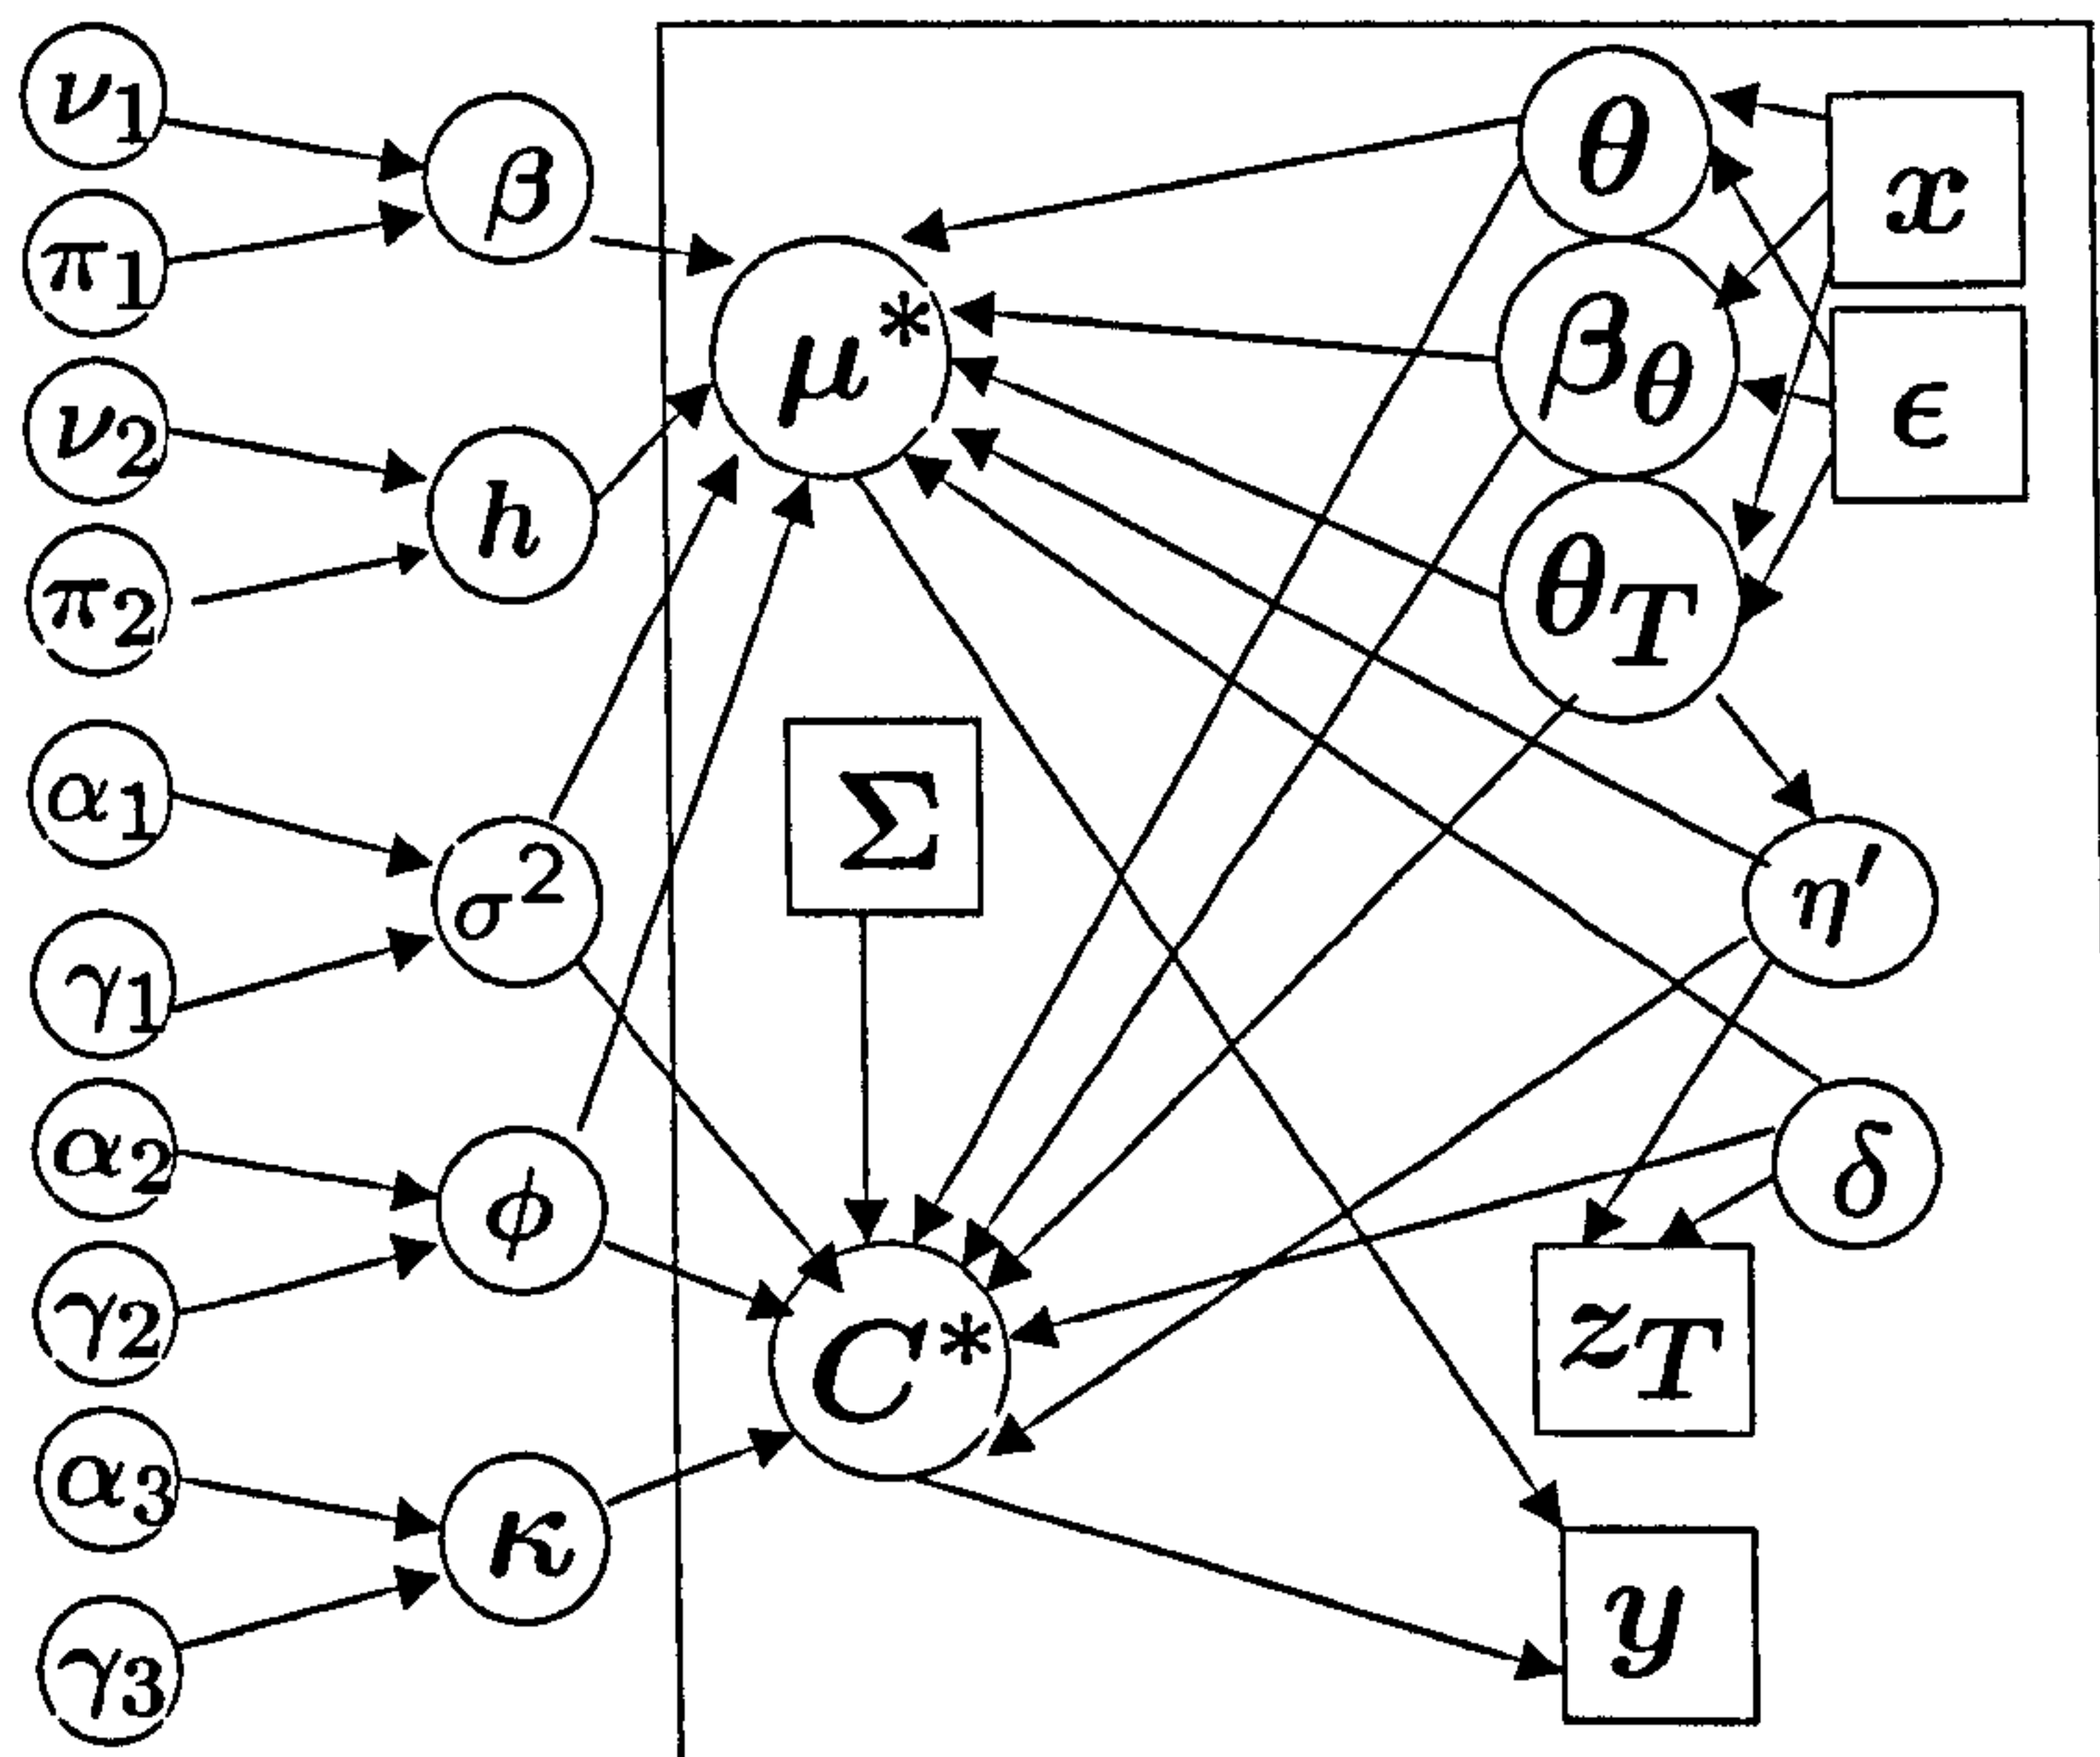 ν1
π1
ν2
π2
α1
γ1
α2
γ2
α3
γ3
β
h
σ²
ϕ
κ
μ*
Σ
C*
θ
βθ
θT
x
ϵ
η′
δ
zT
y